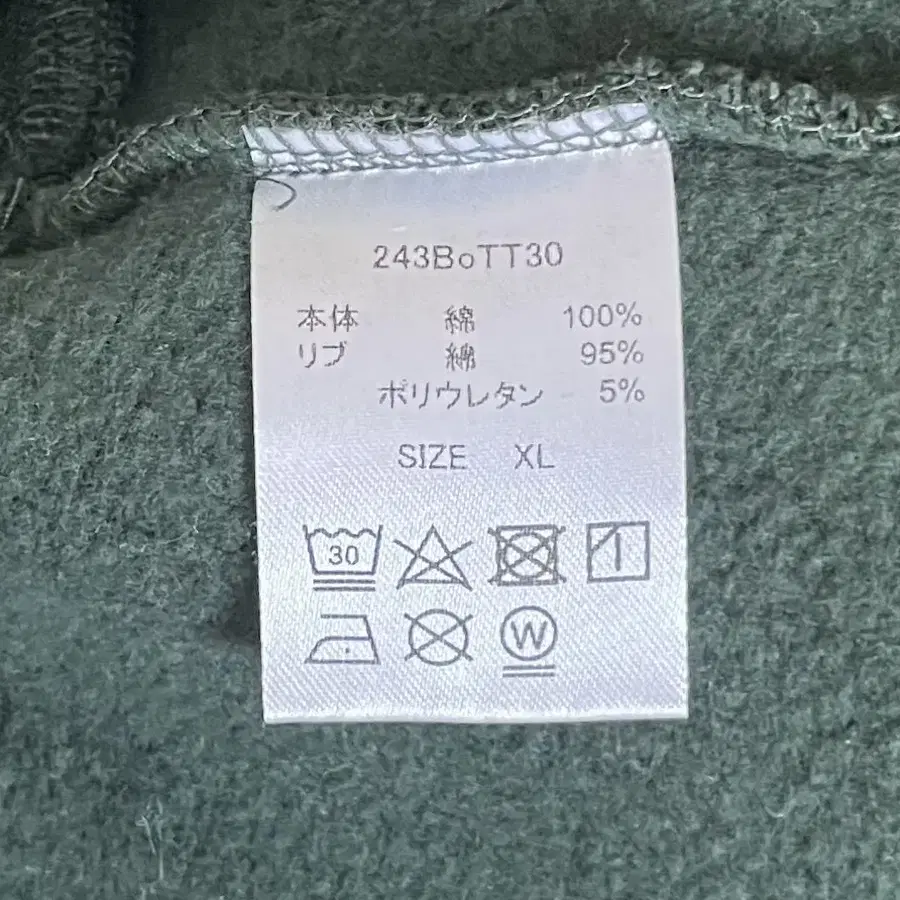 243BoTT30
本体 綿 100%
リブ 綿 95%
ポリウレタン 5%
SIZE XL
30
W